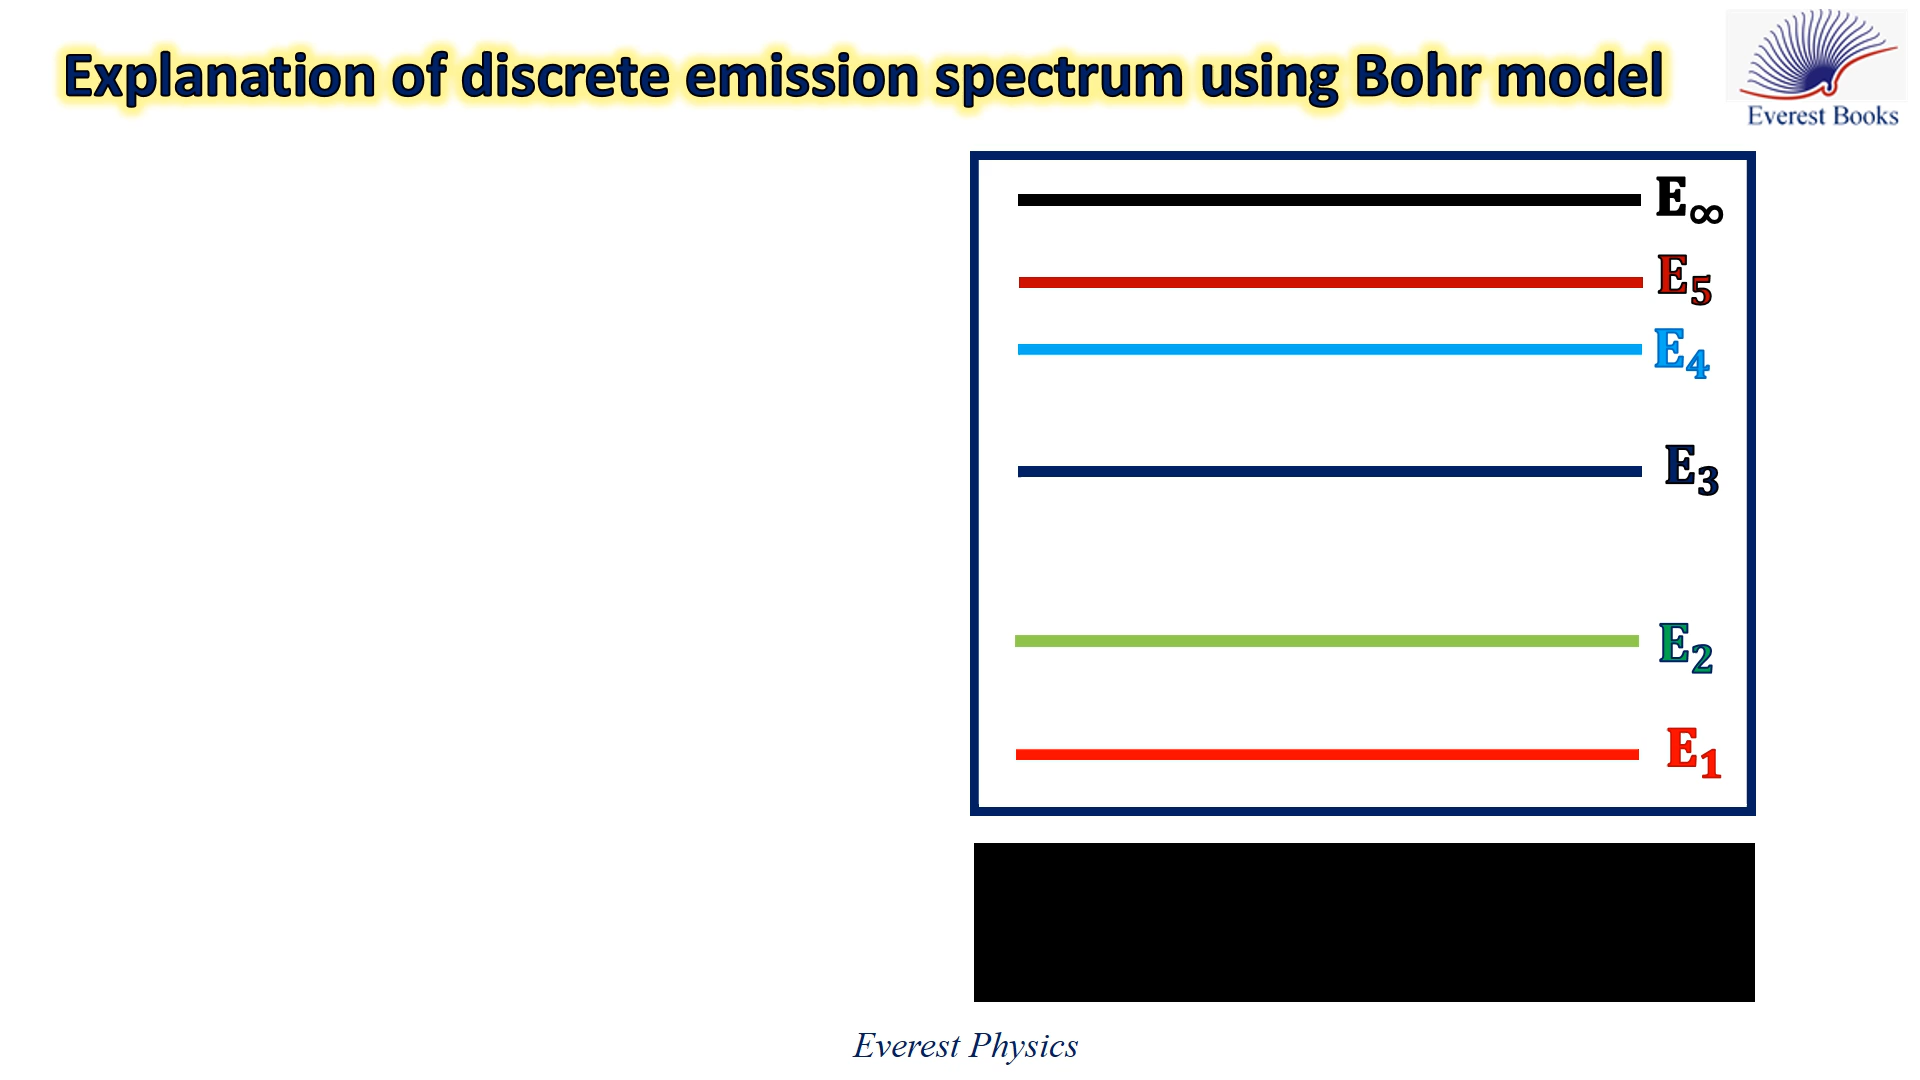 Explanation of discrete emission spectrum using Bohr model
Everest Books
E∞
E5
E4
E3
E2
E1
Everest Physics